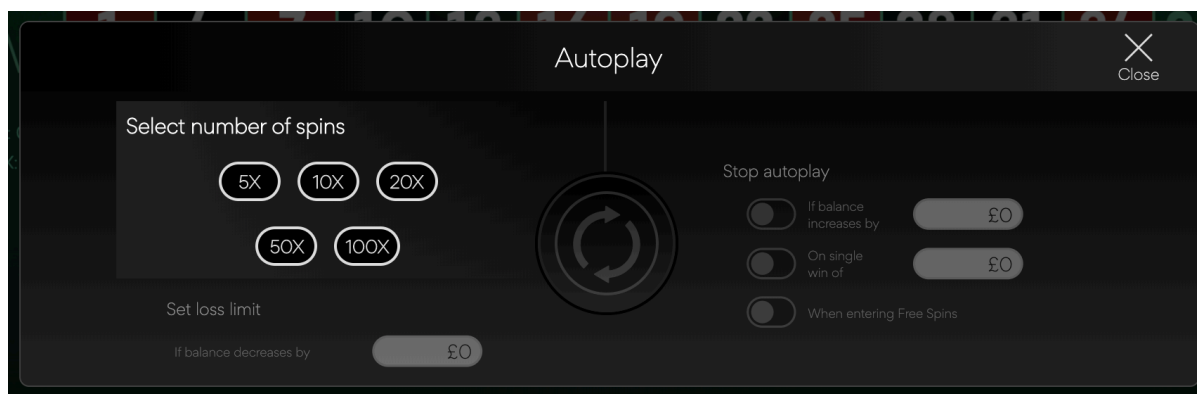 Autoplay
Close
Select number of spins
5X 10X 20X
50X 100X
Set loss limit
If balance decreases by £0
Stop autoplay
If balance
increases by £0
On single
win of £0
When entering Free Spins